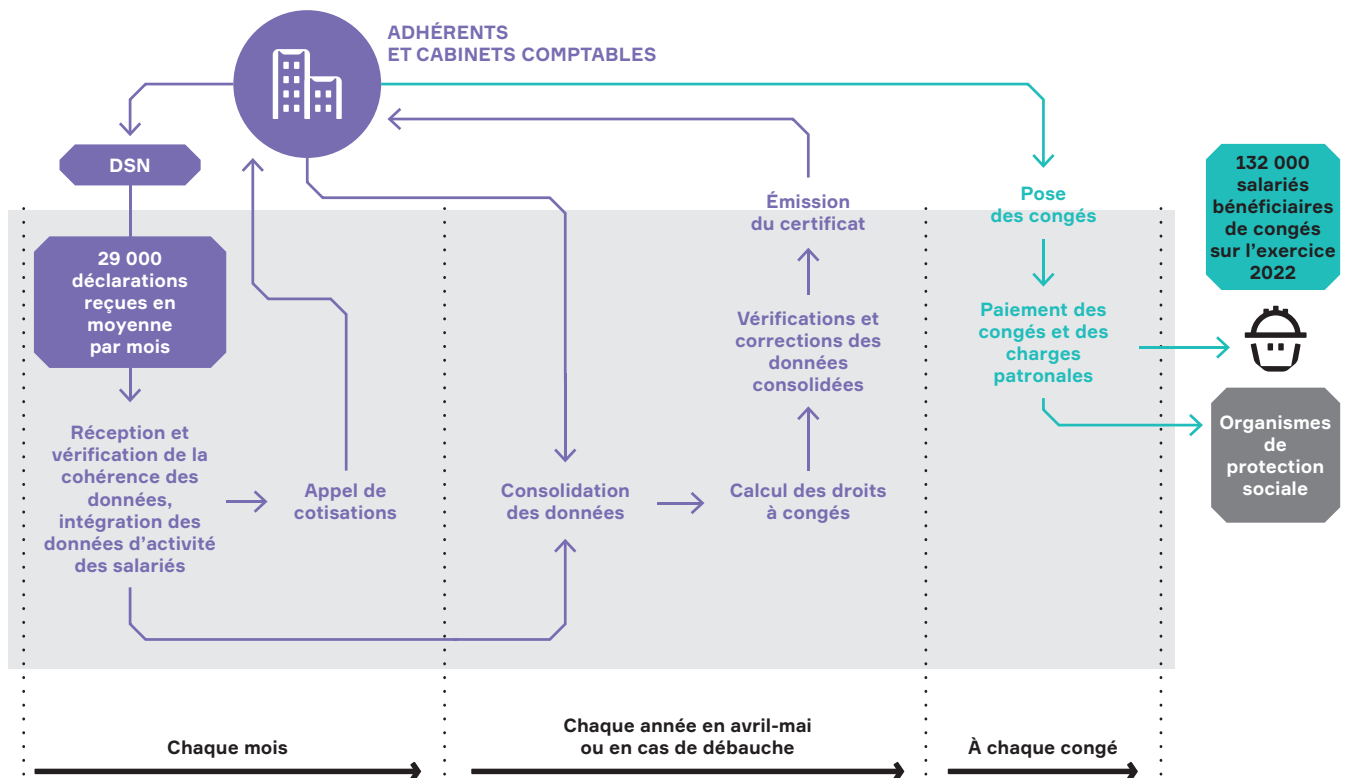 ADHÉRENTS
ET CABINETS COMPTABLES
DSN
29 000
déclarations
reçues en
moyenne
par mois
Réception et
vérification de la
cohérence des
données,
intégration des
données d’activité
des salariés
Appel de
cotisations
Consolidation
des données
Calcul des droits
à congés
Vérifications et
corrections des
données
consolidées
Émission
du certificat
Pose
des congés
Paiement des
congés et des
charges
patronales
132 000
salariés
bénéficiaires
de congés
sur l’exercice
2022
Organismes
de
protection
sociale
Chaque mois
Chaque année en avril-mai
ou en cas de débauche
À chaque congé